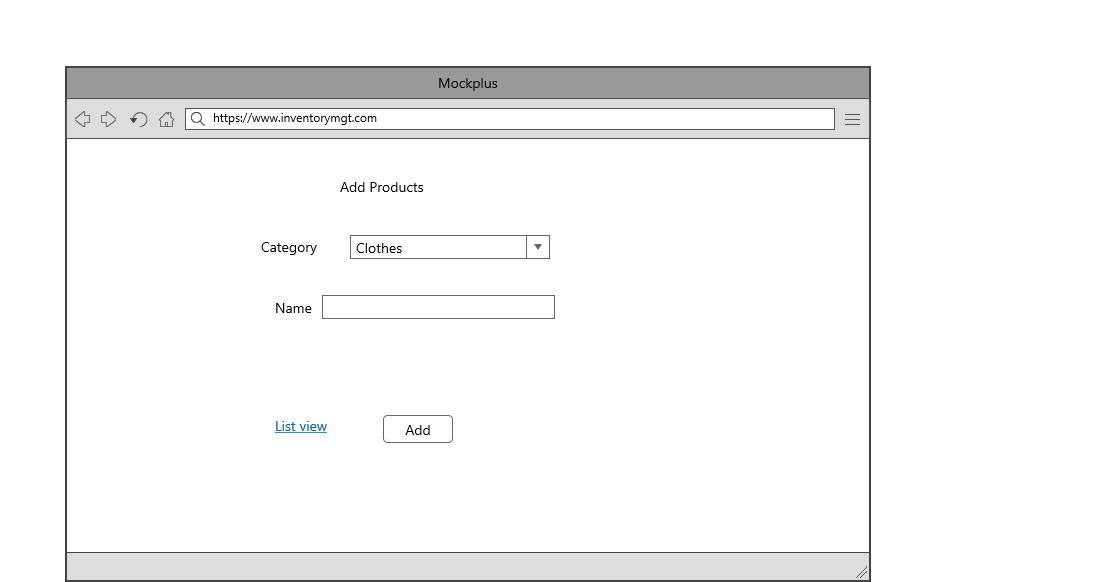 Mockplus
https://www.inventorymgt.com
Add Products
Category Clothes
Name
List view Add